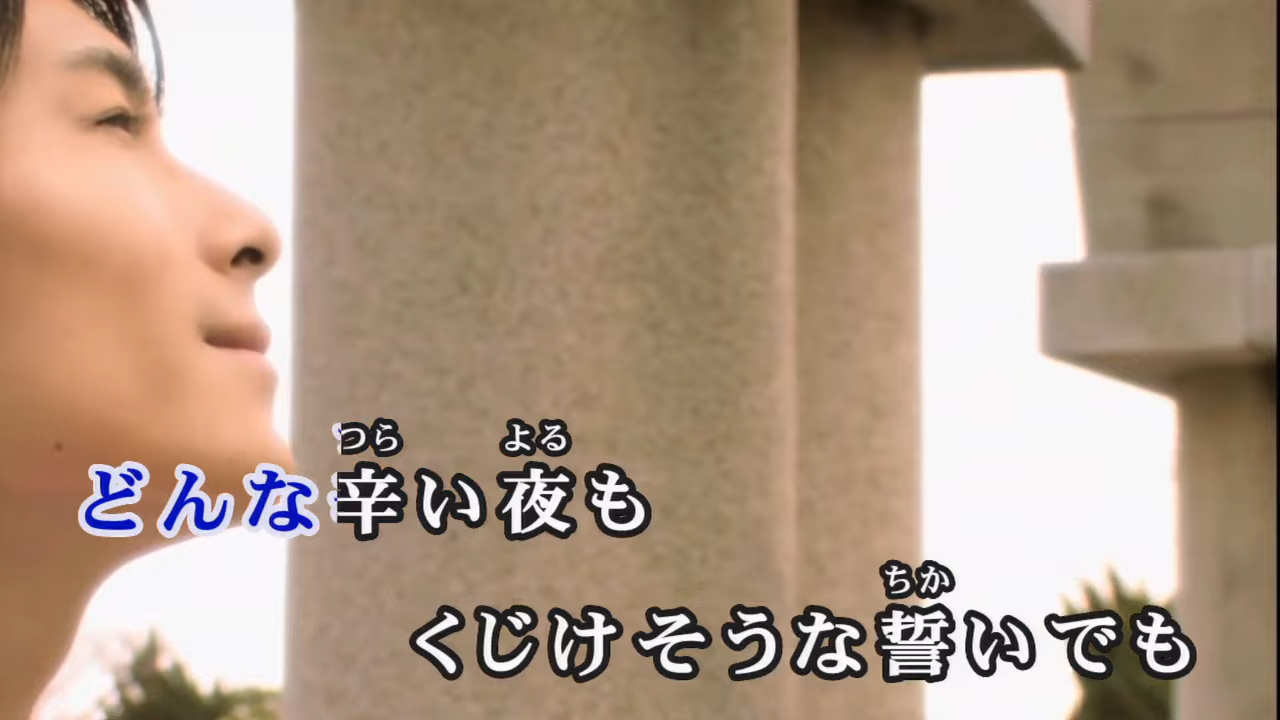 つら よる
どんな辛い夜も
ちか
くじけそうな誓いでも